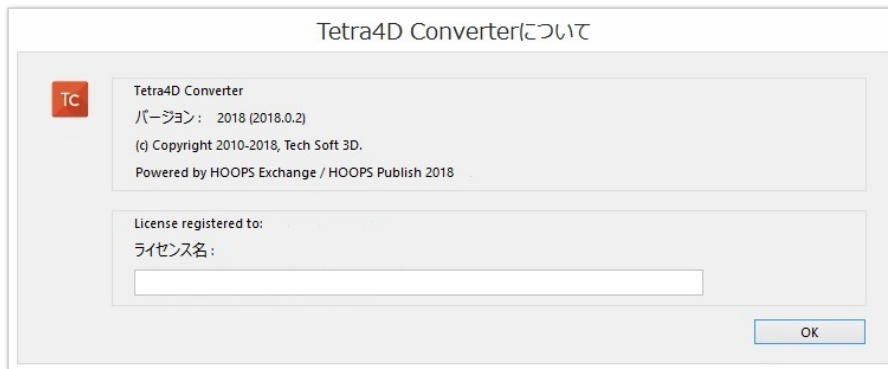 Tetra4D Converterについて
TC
Tetra4D Converter
バージョン： 2018 (2018.0.2)
(c) Copyright 2010-2018, Tech Soft 3D.
Powered by HOOPS Exchange / HOOPS Publish 2018
License registered to:
ライセンス名：
OK